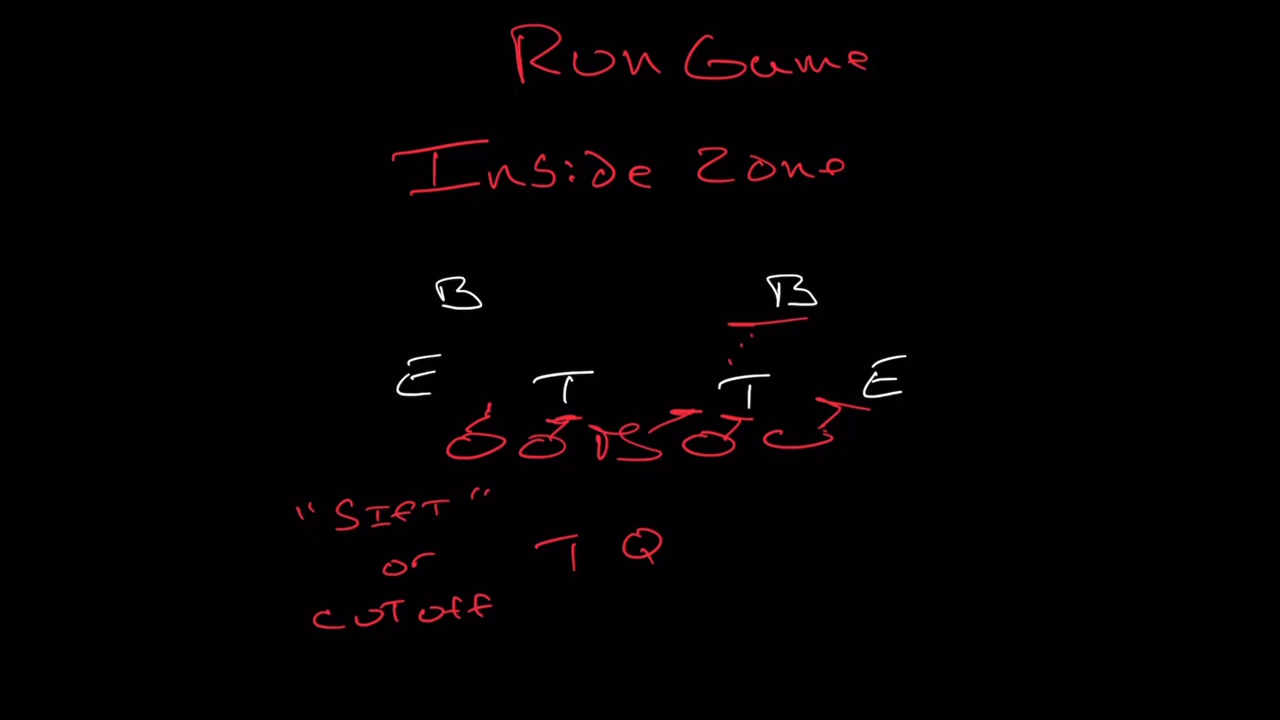 Run Game
Inside Zone
B B
E T T E
"SIFT"
or T Q
CUTOFF